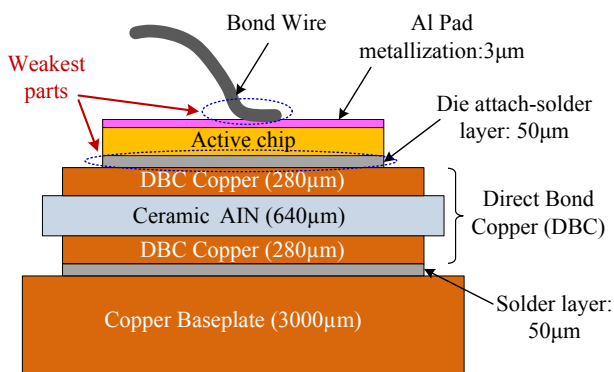 Bond Wire
Al Pad
metallization:3µm
Weakest
parts
Die attach-solder
layer: 50µm
Active chip
DBC Copper (280µm)
Ceramic AIN (640µm)
DBC Copper (280µm)
Direct Bond
Copper (DBC)
Solder layer:
50µm
Copper Baseplate (3000µm)